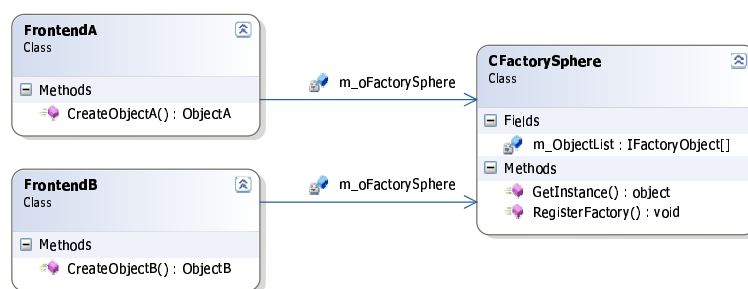 FrontendA
Class
Methods
CreateObjectA() : ObjectA
m_oFactorySphere
CFactorySphere
Class
Fields
m_ObjectList : IFactoryObject[]
Methods
GetInstance() : object
RegisterFactory() : void
FrontendB
Class
Methods
CreateObjectB() : ObjectB
m_oFactorySphere